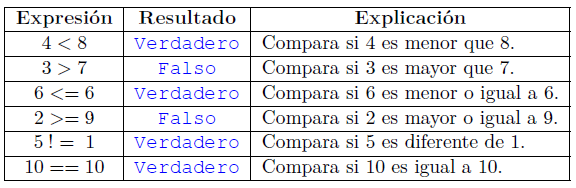 Expresión Resultado Explicación
4 < 8 Verdadero Compara si 4 es menor que 8.
3 > 7 Falso Compara si 3 es mayor que 7.
6 <= 6 Verdadero Compara si 6 es menor o igual a 6.
2 >= 9 Falso Compara si 2 es mayor o igual a 9.
5 ! = 1 Verdadero Compara si 5 es diferente de 1.
10 == 10 Verdadero Compara si 10 es igual a 10.